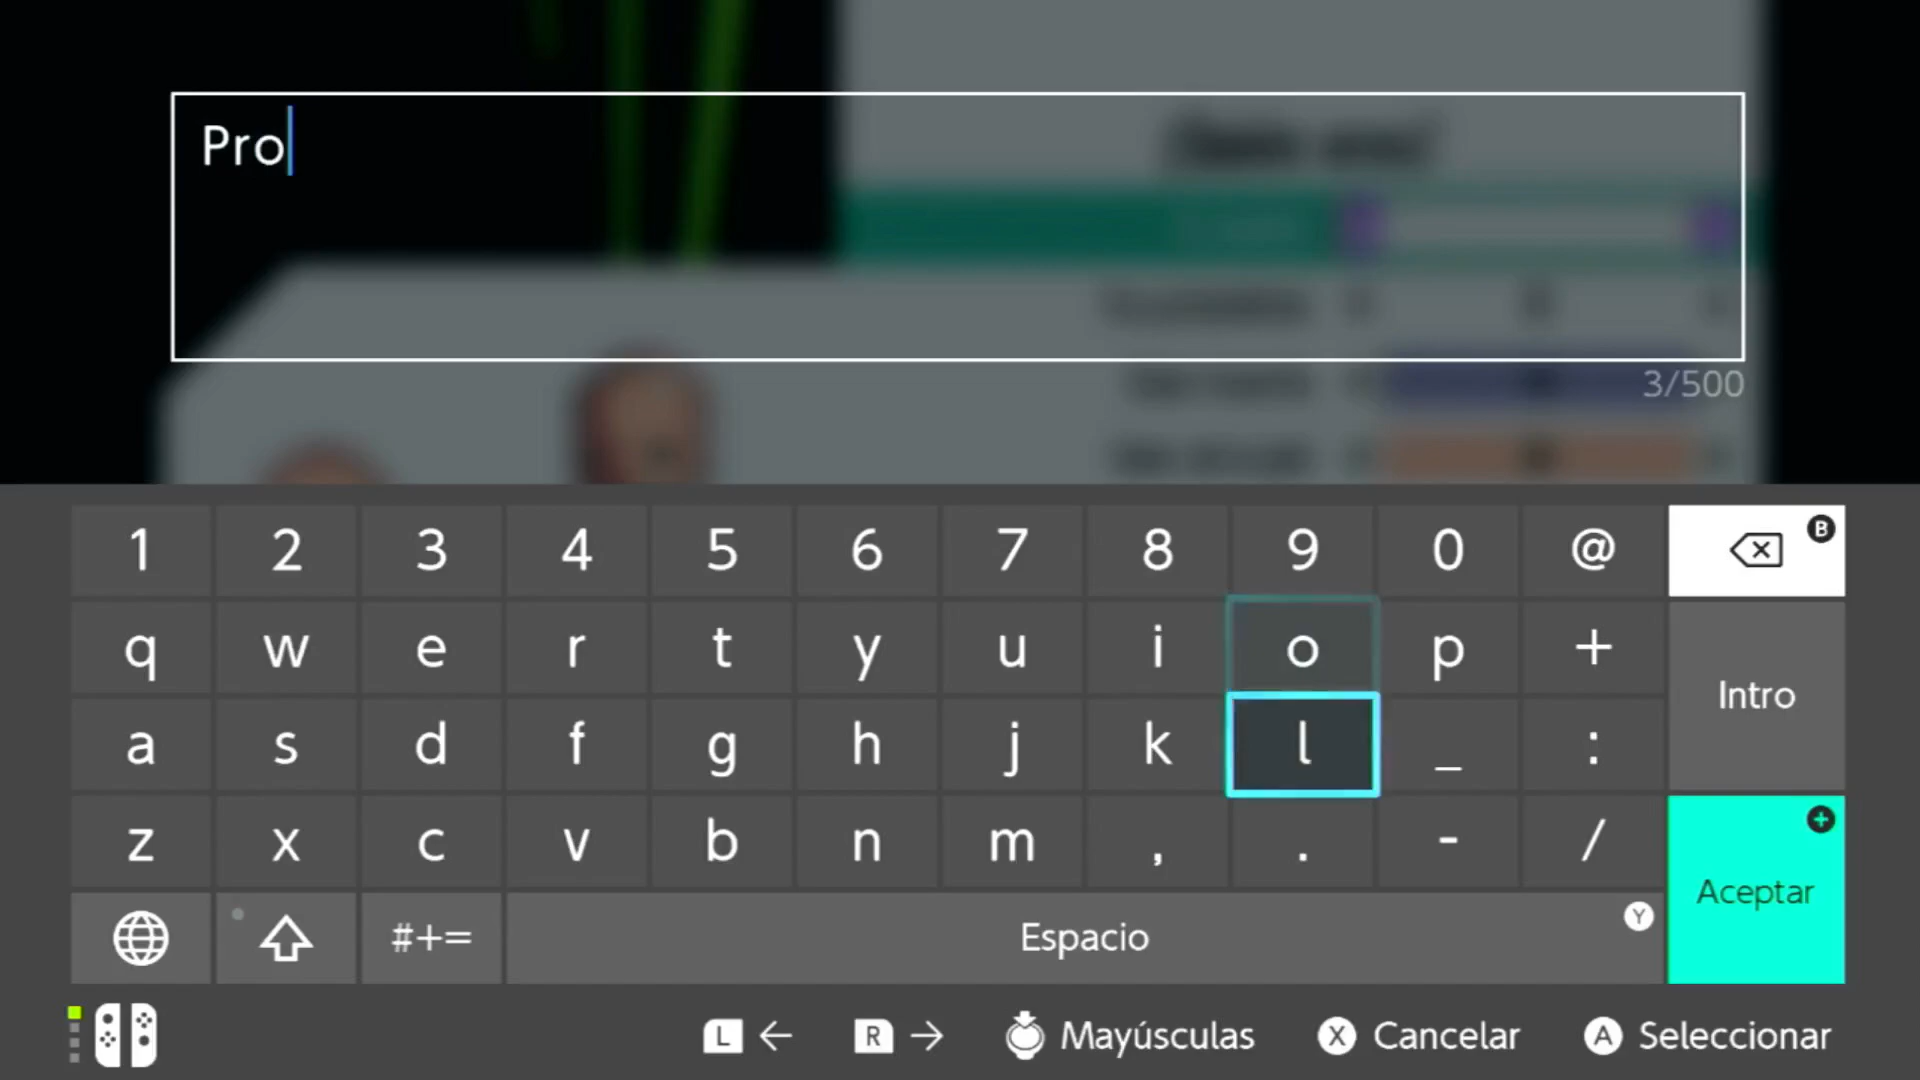 Pro
3/500
1 2 3 4 5 6 7 8 9 0 @ B
q w e r t y u i o p +
Intro
a s d f g h j k l _ :
z x c v b n m , . - /
Aceptar
#+= Espacio Y
L ← R → Mayúsculas X Cancelar A Seleccionar